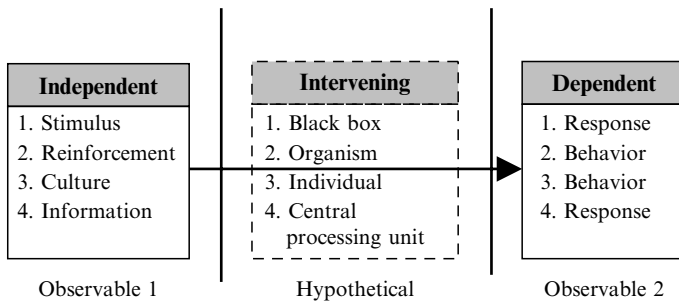 Independent
1. Stimulus
2. Reinforcement
3. Culture
4. Information
Observable 1
Intervening
1. Black box
2. Organism
3. Individual
4. Central
processing unit
Hypothetical
Dependent
1. Response
2. Behavior
3. Behavior
4. Response
Observable 2